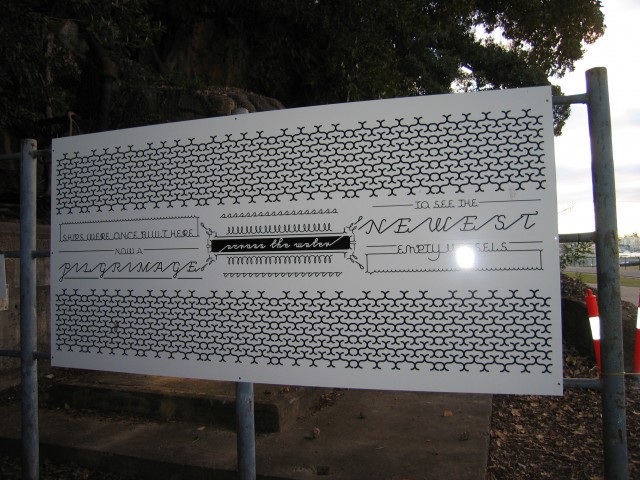 SHIPS WERE ONCE BUILT HERE
NOW A
PILGRIMAGE
across the water
TO SEE THE
NEWEST
EMPTY VESSELS